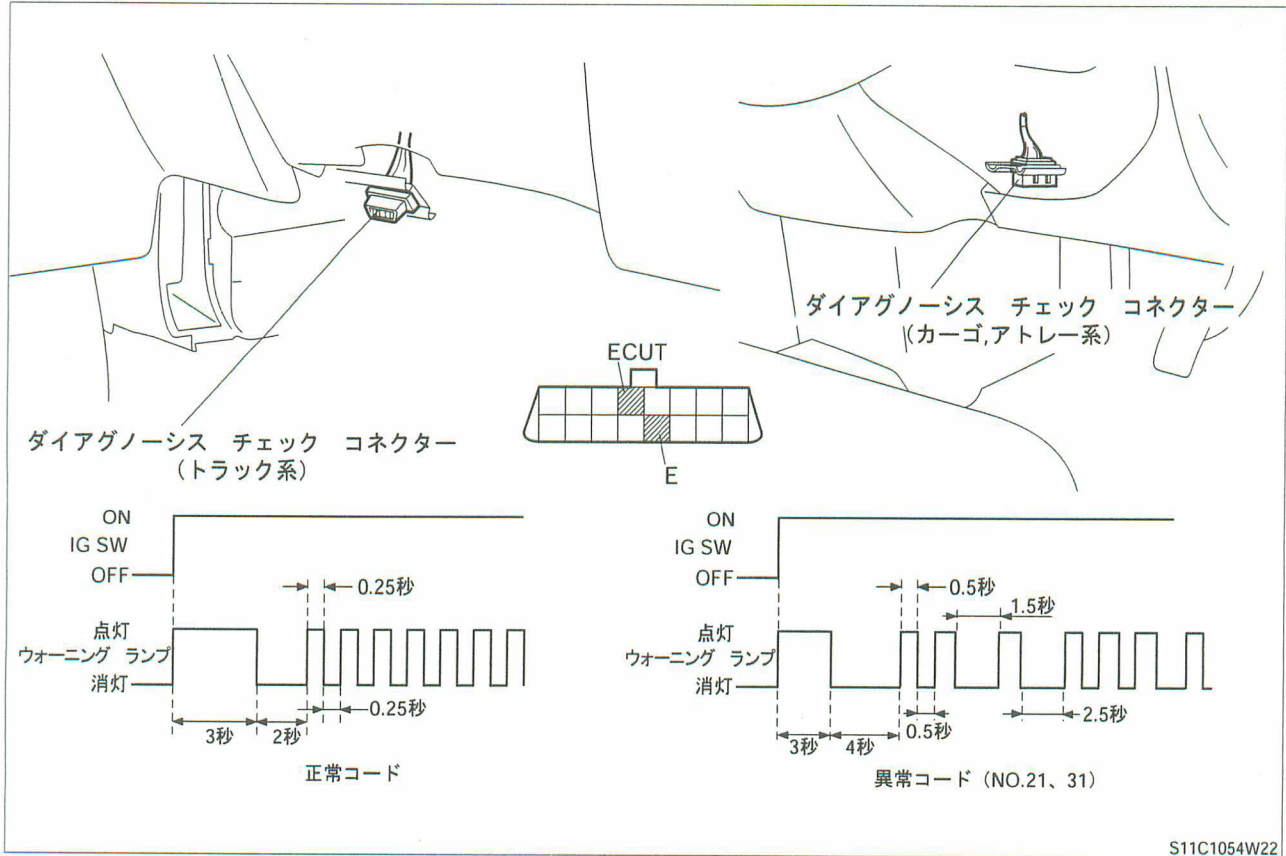 ダイアグノーシス チェック コネクター
(カーゴ,アトレー系)
ECUT
E
ダイアグノーシス チェック コネクター
(トラック系)
ON
IG SW
OFF
0.25秒
点灯
ウォーニング ランプ
消灯
0.25秒
3秒
2秒
正常コード
ON
IG SW
OFF
0.5秒
1.5秒
点灯
ウォーニング ランプ
消灯
0.5秒
2.5秒
3秒
4秒
異常コード (NO.21、31)
S11C1054W22